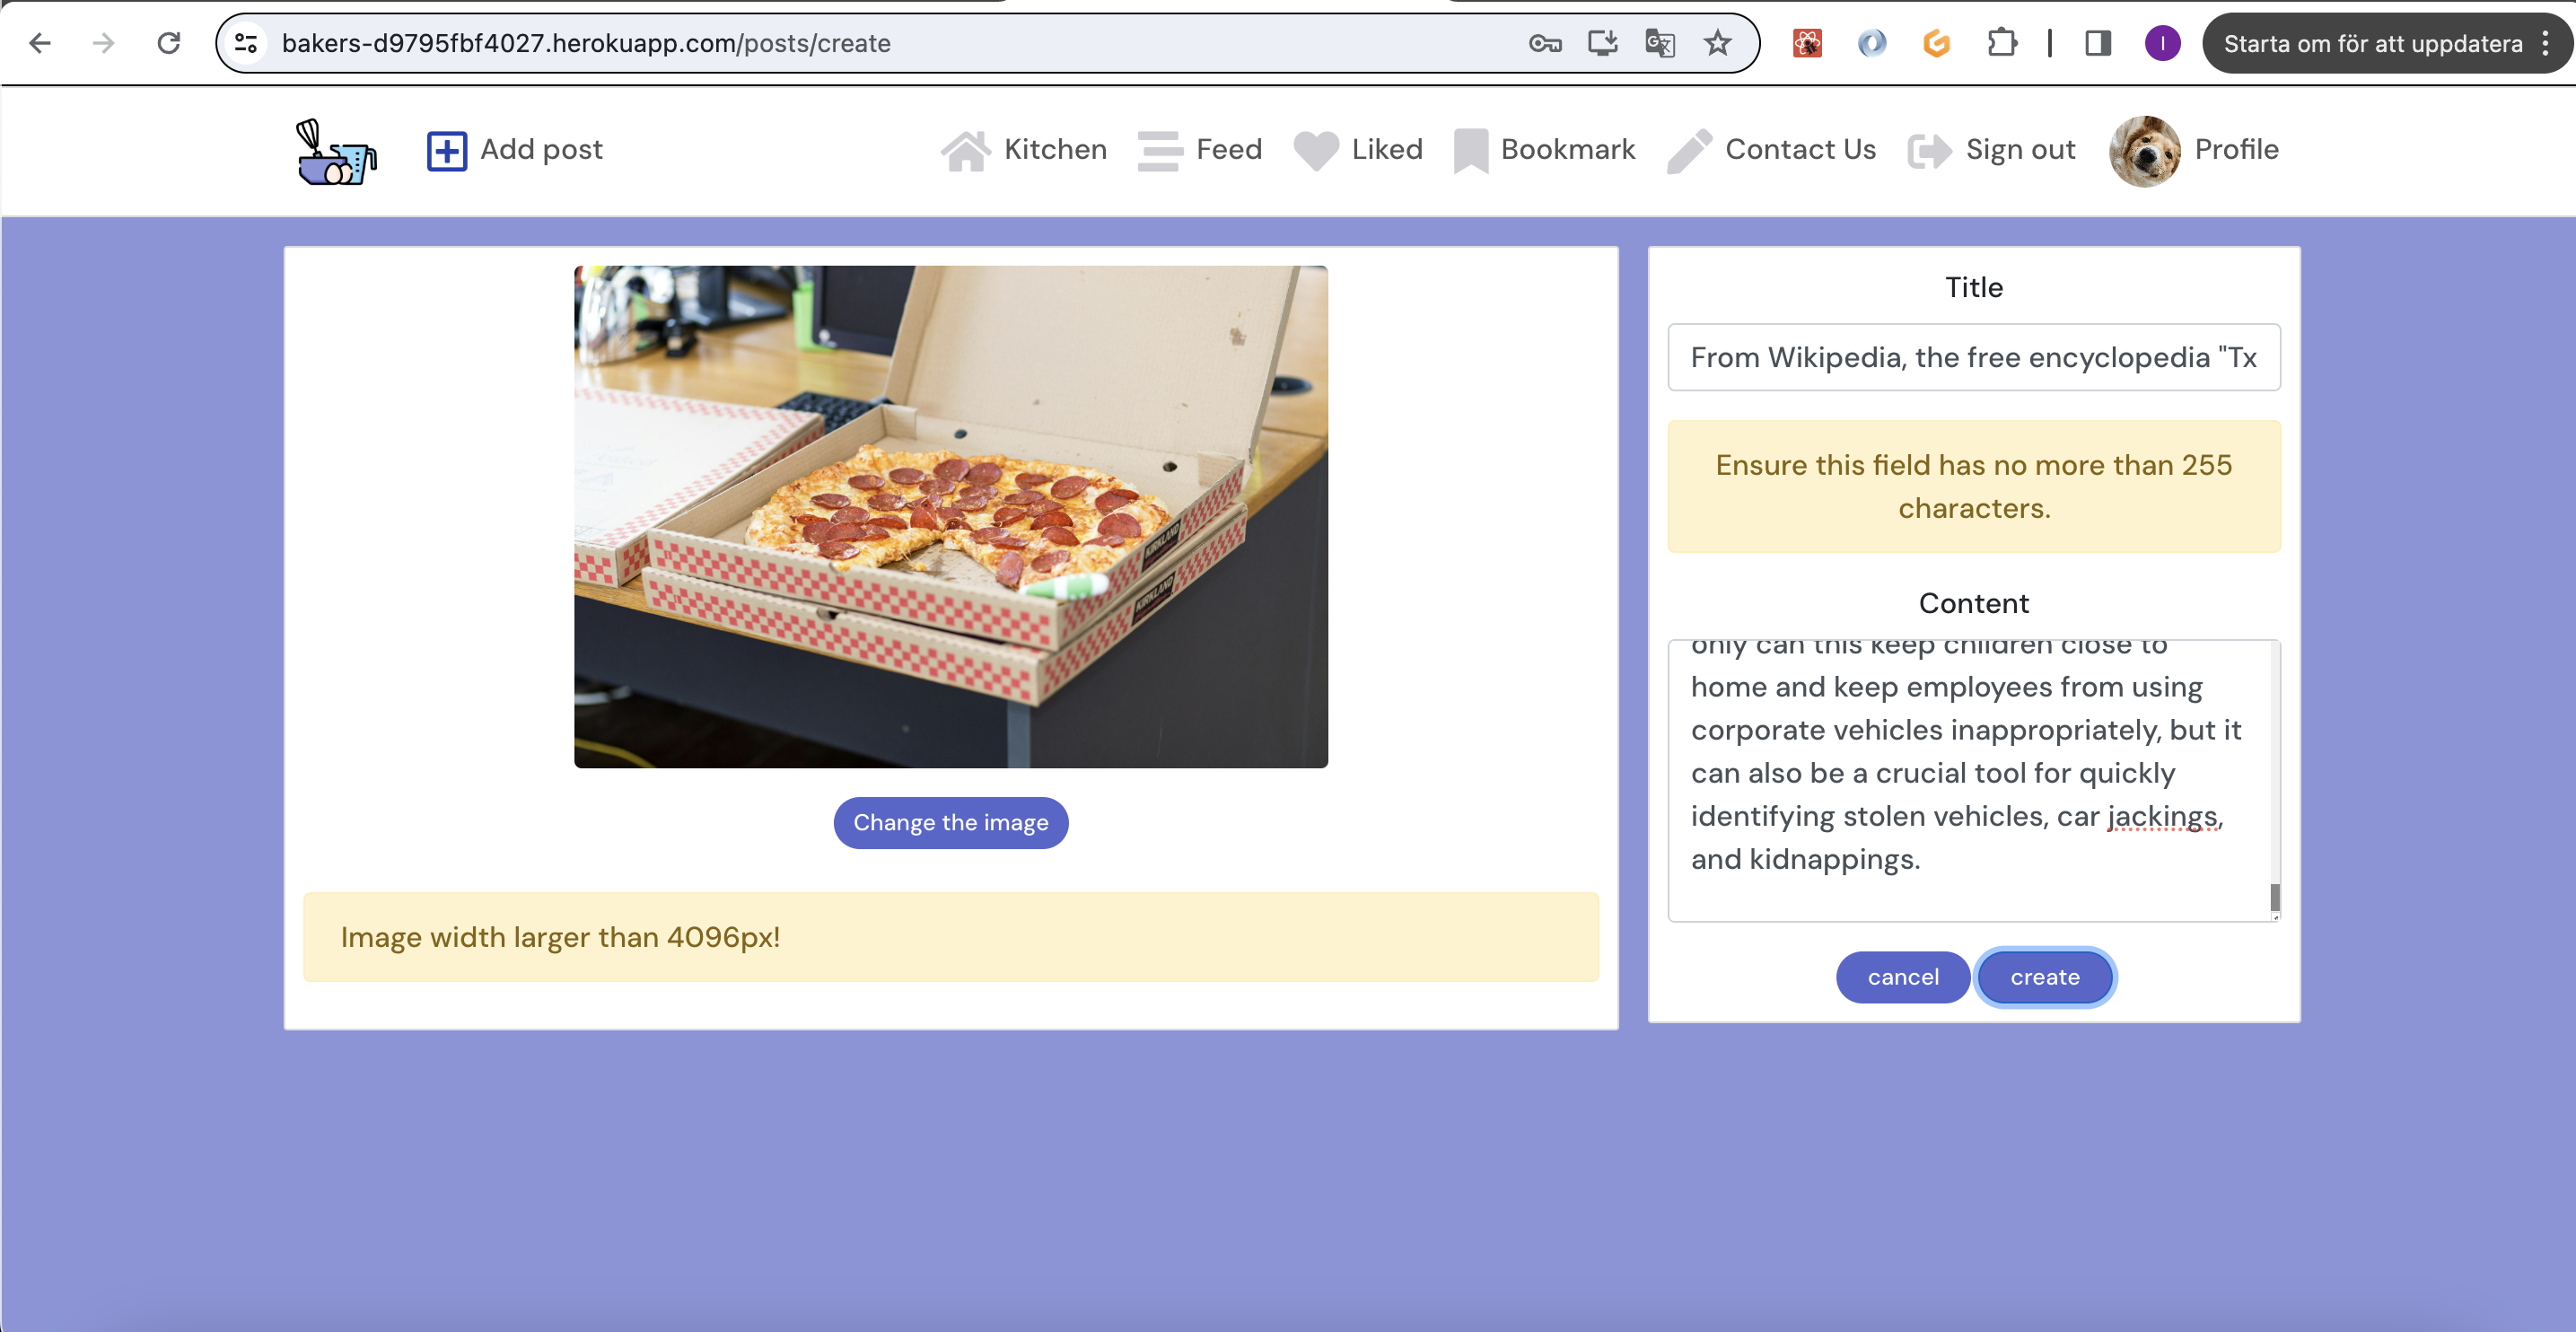 bakers-d9795fbf4027.herokuapp.com/posts/create
Starta om för att uppdatera
I
Add post
Kitchen
Feed
Liked
Bookmark
Contact Us
Sign out
Profile
KIRKLAND
KIRKLAND
Change the image
Image width larger than 4096px!
Title
From Wikipedia, the free encyclopedia "Tx
Ensure this field has no more than 255
characters.
Content
only can this keep children close to
home and keep employees from using
corporate vehicles inappropriately, but it
can also be a crucial tool for quickly
identifying stolen vehicles, car jackings,
and kidnappings.
cancel
create